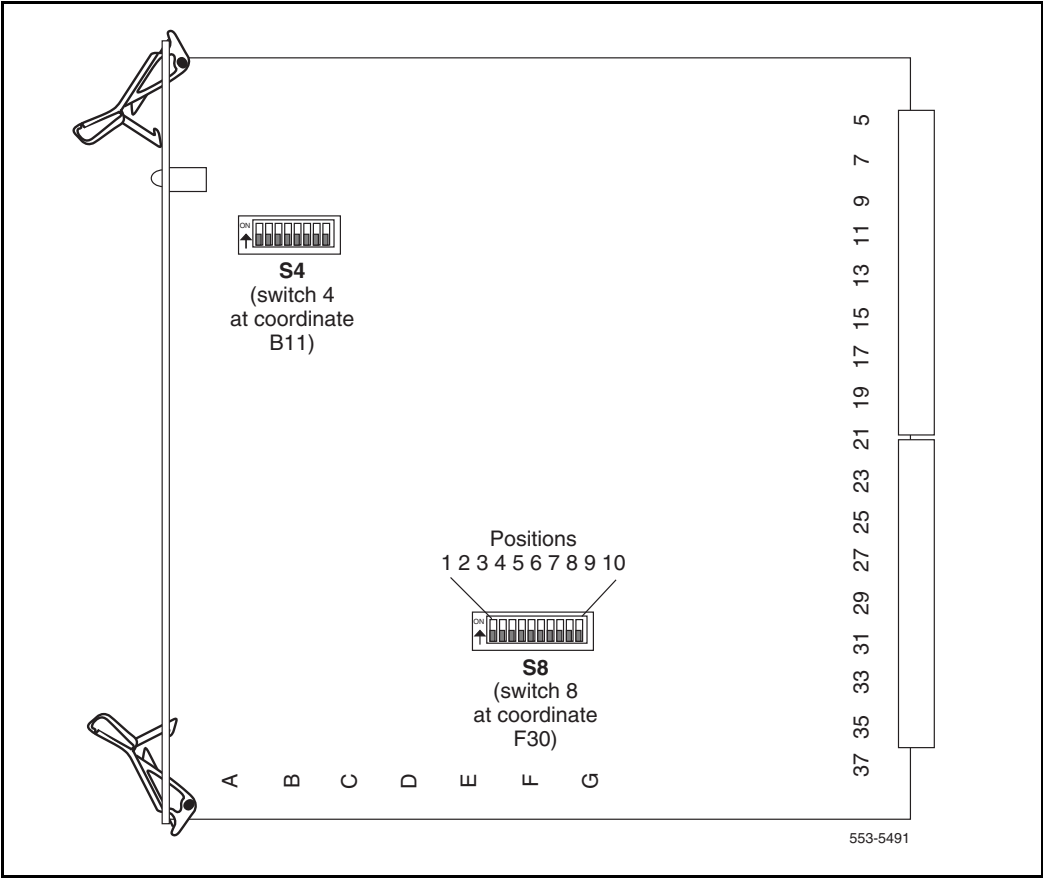 5
7
9
ON
11
S4
(switch 4
at coordinate
B11)
13
15
17
19
21
23
25
27
Positions
1 2 3 4 5 6 7 8 9 10
29
ON
31
S8
(switch 8
at coordinate
F30)
33
35
37
A B C D E F G
553-5491